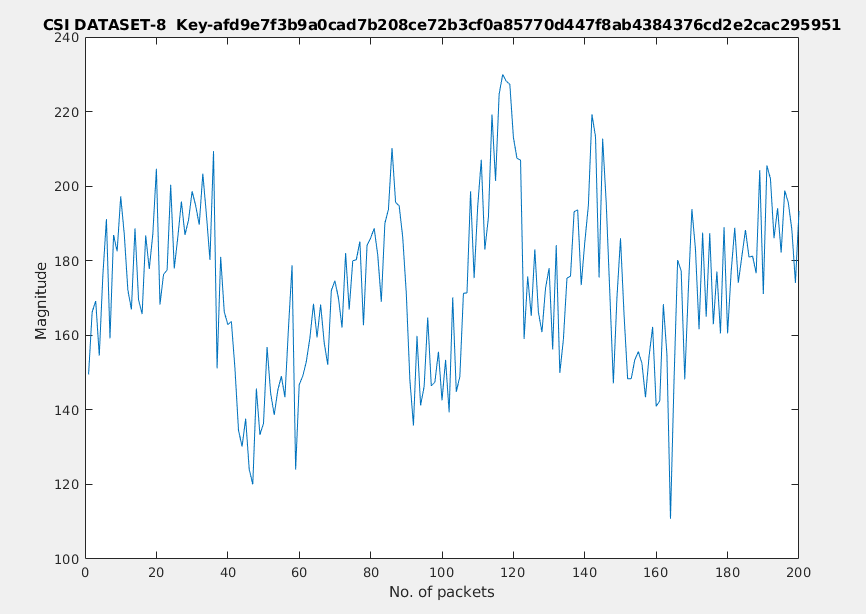 CSI DATASET-8 Key-afd9e7f3b9a0cad7b208ce72b3cf0a85770d447f8ab4384376cd2e2cac295951
240
220
200
180
160
140
120
100
Magnitude
0 20 40 60 80 100 120 140 160 180 200
No. of packets